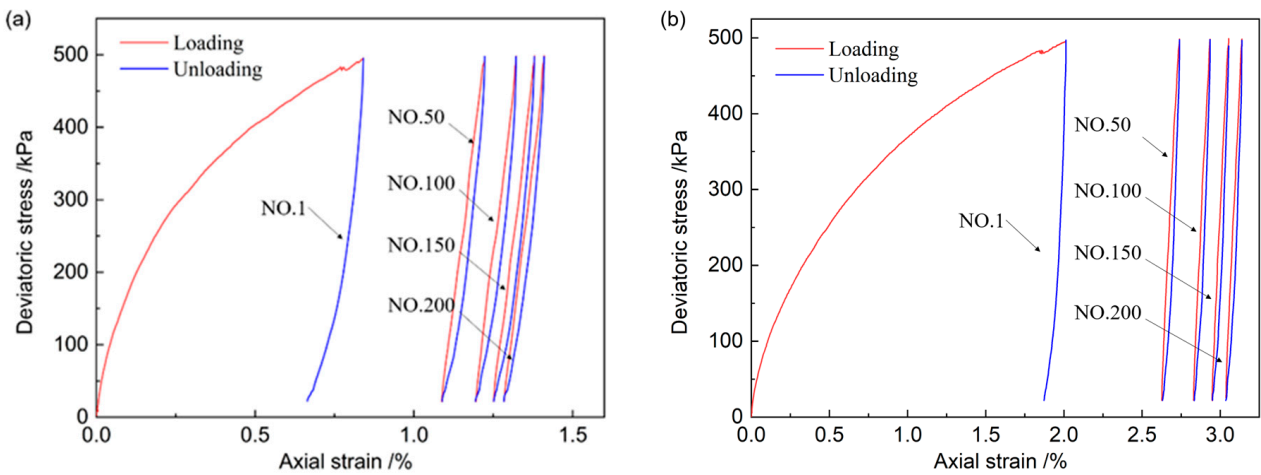 (a)
Loading
Unloading
NO.50
NO.100
NO.1
NO.150
NO.200
500
400
300
200
100
0
Deviatoric stress /kPa
0.0
0.5
1.0
1.5
Axial strain /%
(b)
Loading
Unloading
NO.50
NO.100
NO.1
NO.150
NO.200
500
400
300
200
100
0
Deviatoric stress /kPa
0.0
0.5
1.0
1.5
2.0
2.5
3.0
Axial strain /%